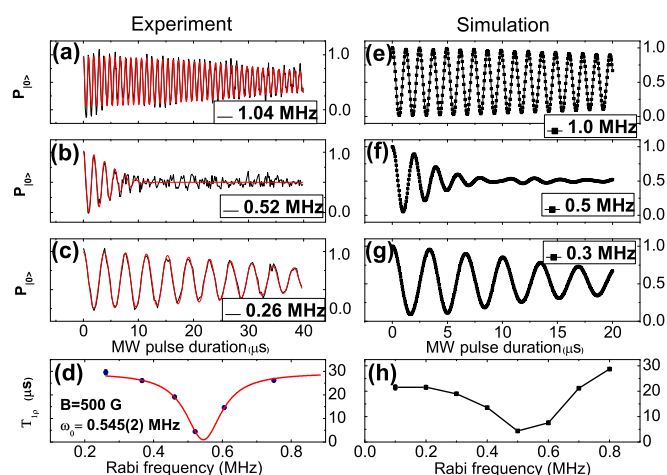 Experiment
Simulation
(a)
P|0>
1.0
0.5
0.0
1.04 MHz
(e)
1.0
0.5
0.0
1.0 MHz
(b)
P|0>
1.0
0.0
0.52 MHz
(f)
1.0
0.5
0.0
0.5 MHz
(c)
P|0>
1.0
0.0
0.26 MHz
0 10 20 30 40
MW pulse duration(μs)
(g)
0.3 MHz
1.0
0.5
0.0
0 5 10 15 20
MW pulse duration(μs)
(d)
T1ρ (μs)
30
20
10
0
B=500 G
ω0= 0.545(2) MHz
0.2 0.4 0.6 0.8
Rabi frequency (MHz)
(h)
30
20
10
0
0.0 0.2 0.4 0.6 0.8
Rabi frequency (MHz)